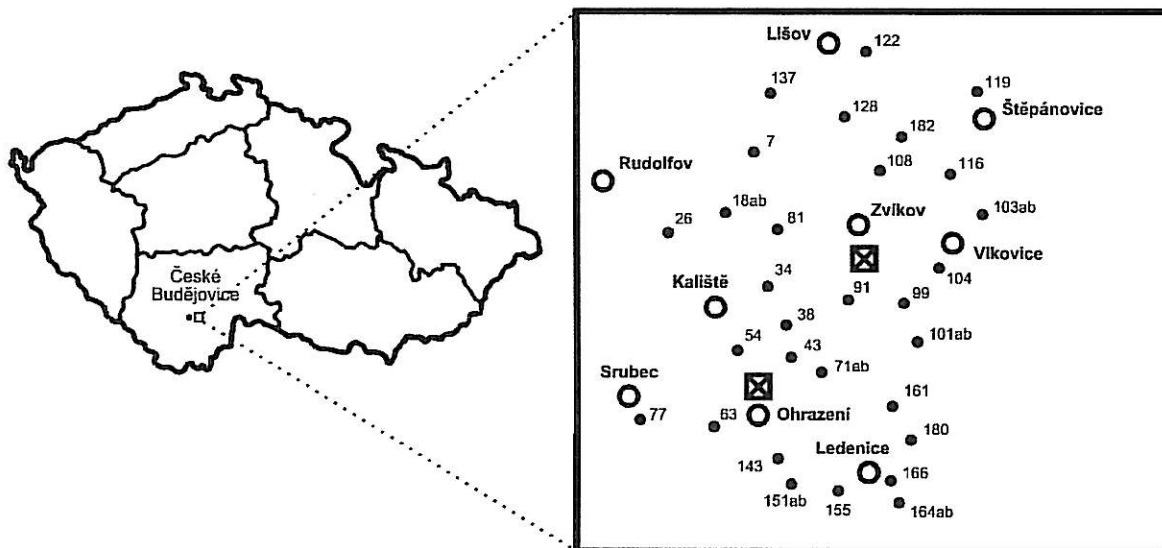 Lišov
122
137
119
128
Štěpánovice
182
7
Rudolfov
108
116
18ab
103ab
26
81
Zvíkov
Vlkovice
České
Budějovice
34
104
Kaliště
91
99
38
54
43
101ab
71ab
Srubec
161
77
63
Ohrazení
180
Ledenice
143
166
151ab
155
164ab